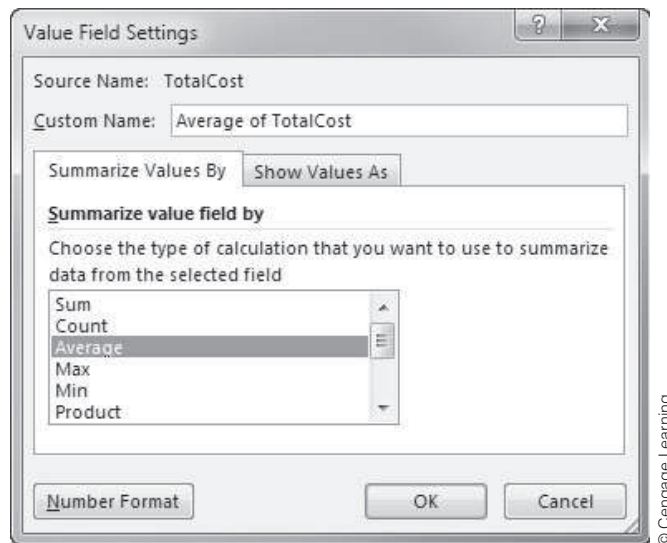 Value Field Settings
?
X
Source Name: TotalCost
Custom Name: Average of TotalCost
Summarize Values By
Show Values As
Summarize value field by
Choose the type of calculation that you want to use to summarize
data from the selected field
Sum
Count
Average
Max
Min
Product
Number Format
OK
Cancel
© Cengage Learning